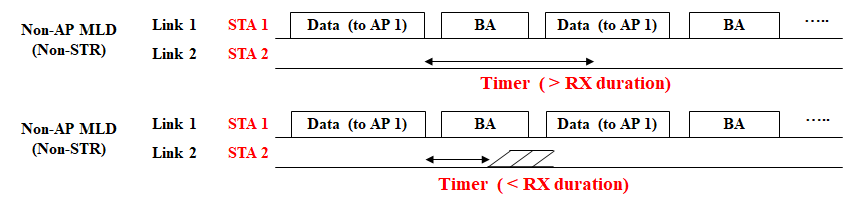 Non-AP MLD (Non-STR) Link 1 STA 1 Data (to AP 1) BA Data (to AP 1) BA .....
Link 2 STA 2
Timer ( > RX duration)
Non-AP MLD (Non-STR) Link 1 STA 1 Data (to AP 1) BA Data (to AP 1) BA .....
Link 2 STA 2
Timer ( < RX duration)